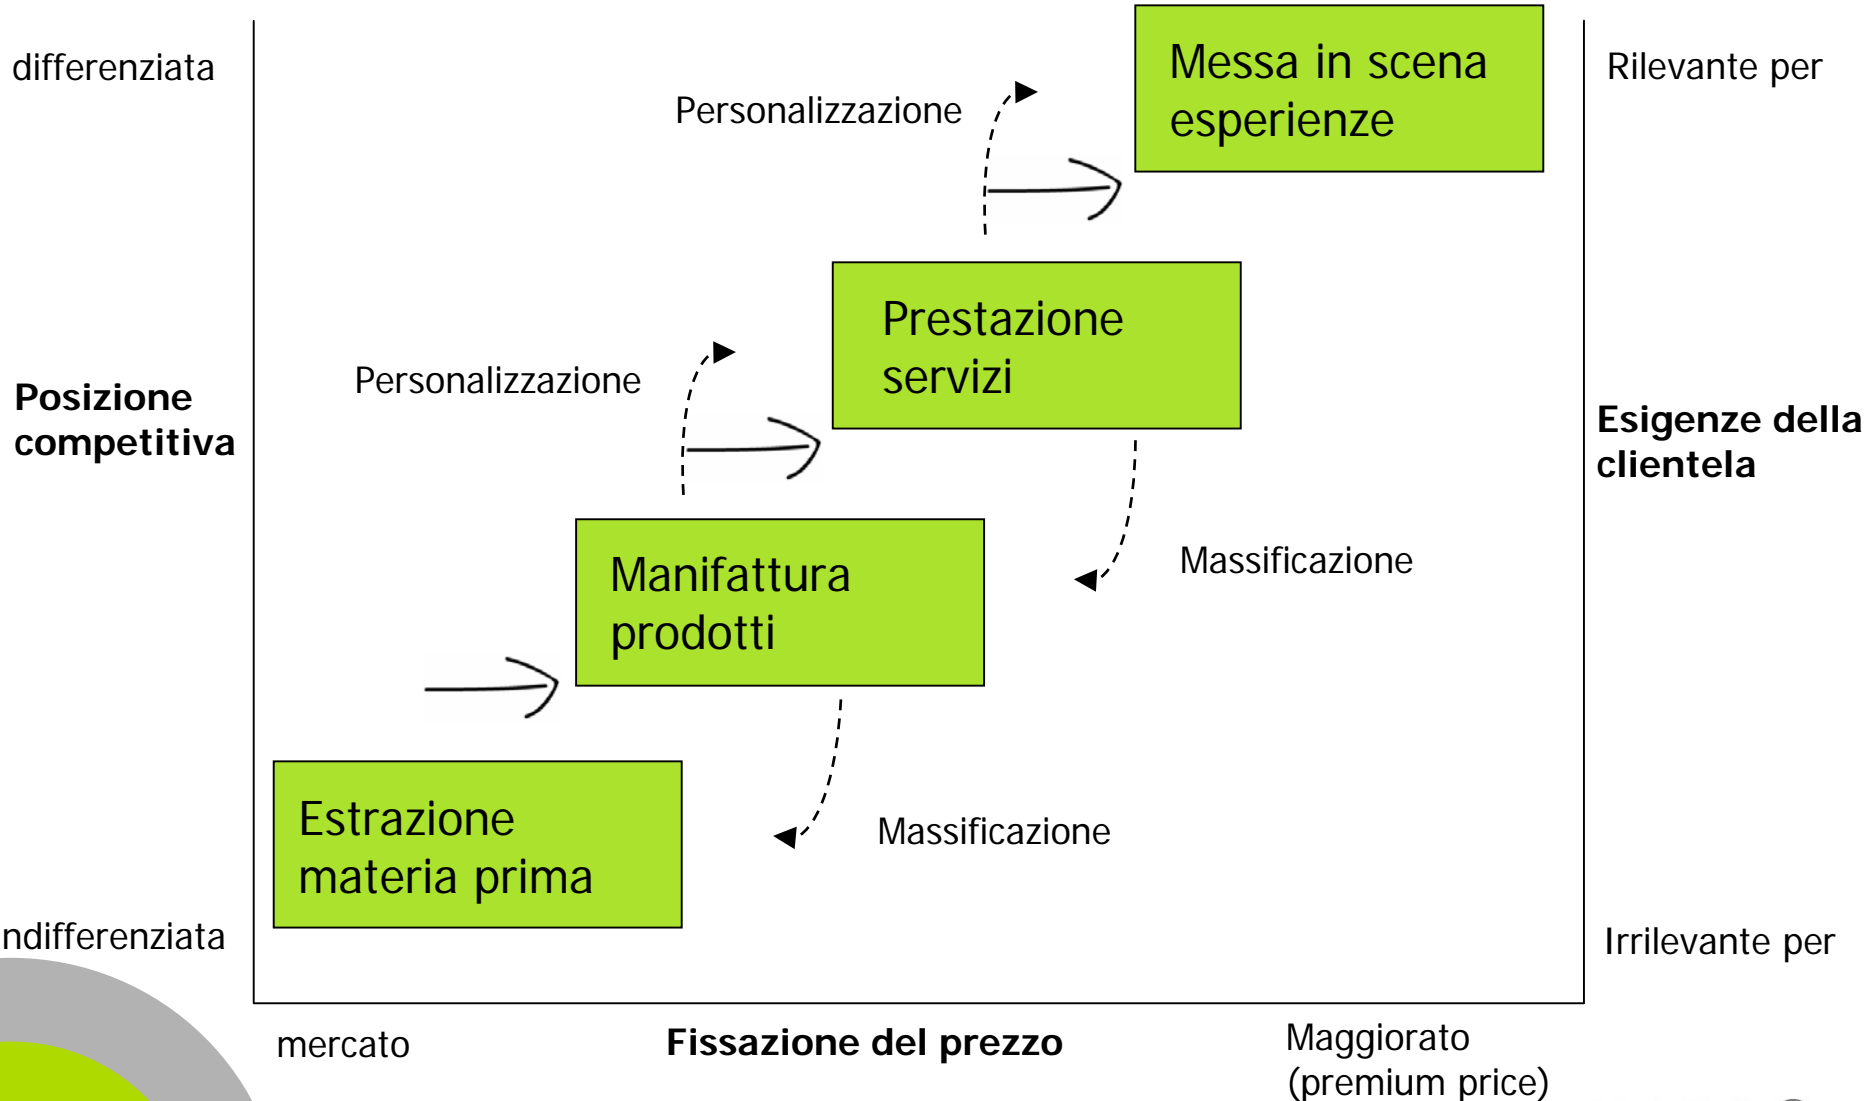 differenziata
Messa in scena
esperienze
Rilevante per
Personalizzazione
Prestazione
servizi
Personalizzazione
Posizione
competitiva
Esigenze della
clientela
Manifattura
prodotti
Massificazione
Estrazione
materia prima
Massificazione
ndifferenziata
Irrilevante per
mercato
Fissazione del prezzo
Maggiorato
(premium price)